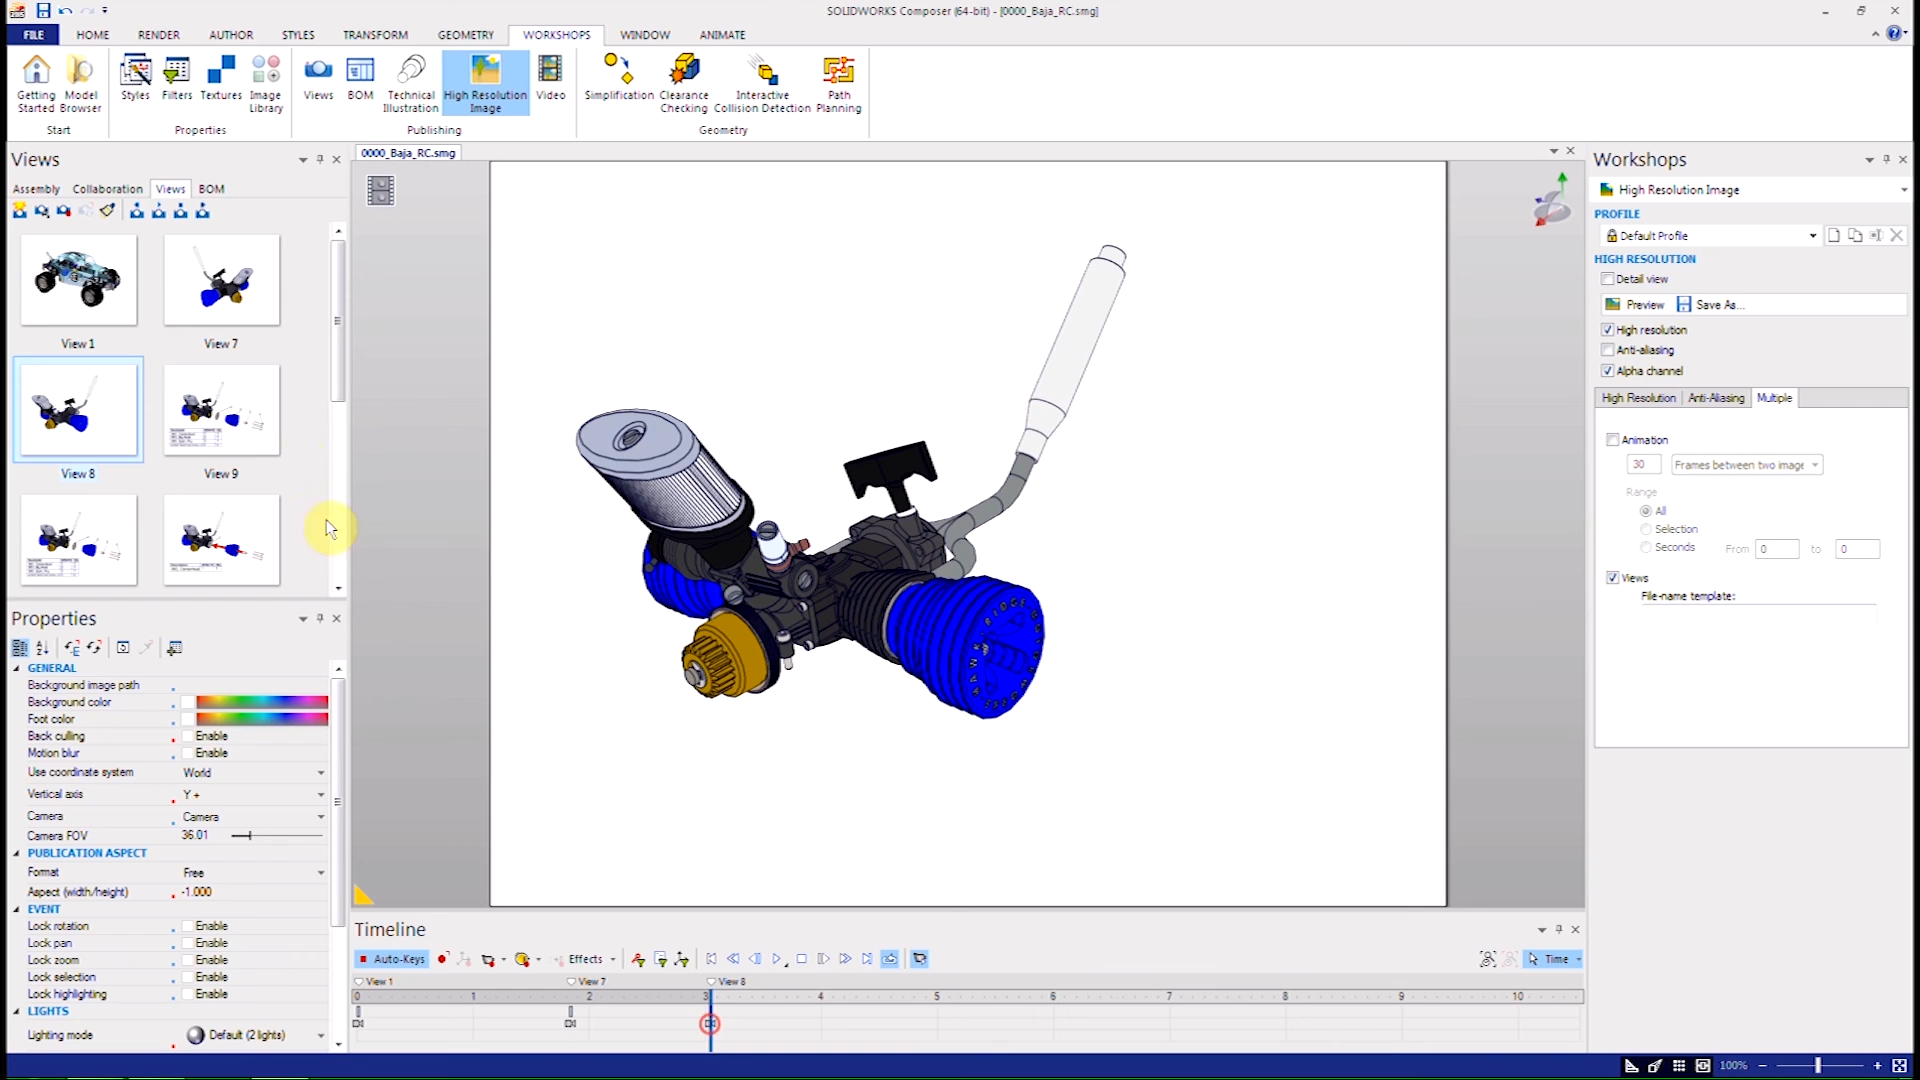 SOLIDWORKS Composer (64-bit) - [0000_Baja_RC.smg]
FILE HOME RENDER AUTHOR STYLES TRANSFORM GEOMETRY WORKSHOPS WINDOW ANIMATE
Getting Started Model Browser Styles Filters Textures Image Library Views BOM Technical Illustration High Resolution Image Video Simplification Clearance Checking Interactive Collision Detection Path Planning
Start Properties Publishing Geometry
Views
Assembly Collaboration Views BOM
View 1 View 7
View 8 View 9
Properties
GENERAL
Background image path
Background color
Foot color
Back culling Enable
Motion blur Enable
Use coordinate system World
Vertical axis Y +
Camera Camera
Camera FOV 36.01
PUBLICATION ASPECT
Format Free
Aspect (width/height) -1.000
EVENT
Lock rotation Enable
Lock pan Enable
Lock zoom Enable
Lock selection Enable
Lock highlighting Enable
LIGHTS
Lighting mode Default (2 lights)
0000_Baja_RC.smg
Timeline
Auto-Keys Effects Time
View 1 View 7 View 8
0 1 2 3 4 5 6 7 8 9 10
Workshops
High Resolution Image
PROFILE
Default Profile
HIGH RESOLUTION
Detail view
Preview Save As...
High resolution
Anti-aliasing
Alpha channel
High Resolution Anti-Aliasing Multiple
Animation
30 Frames between two image
Range
All
Selection
Seconds From 0 to 0
Views
File-name template:
100%